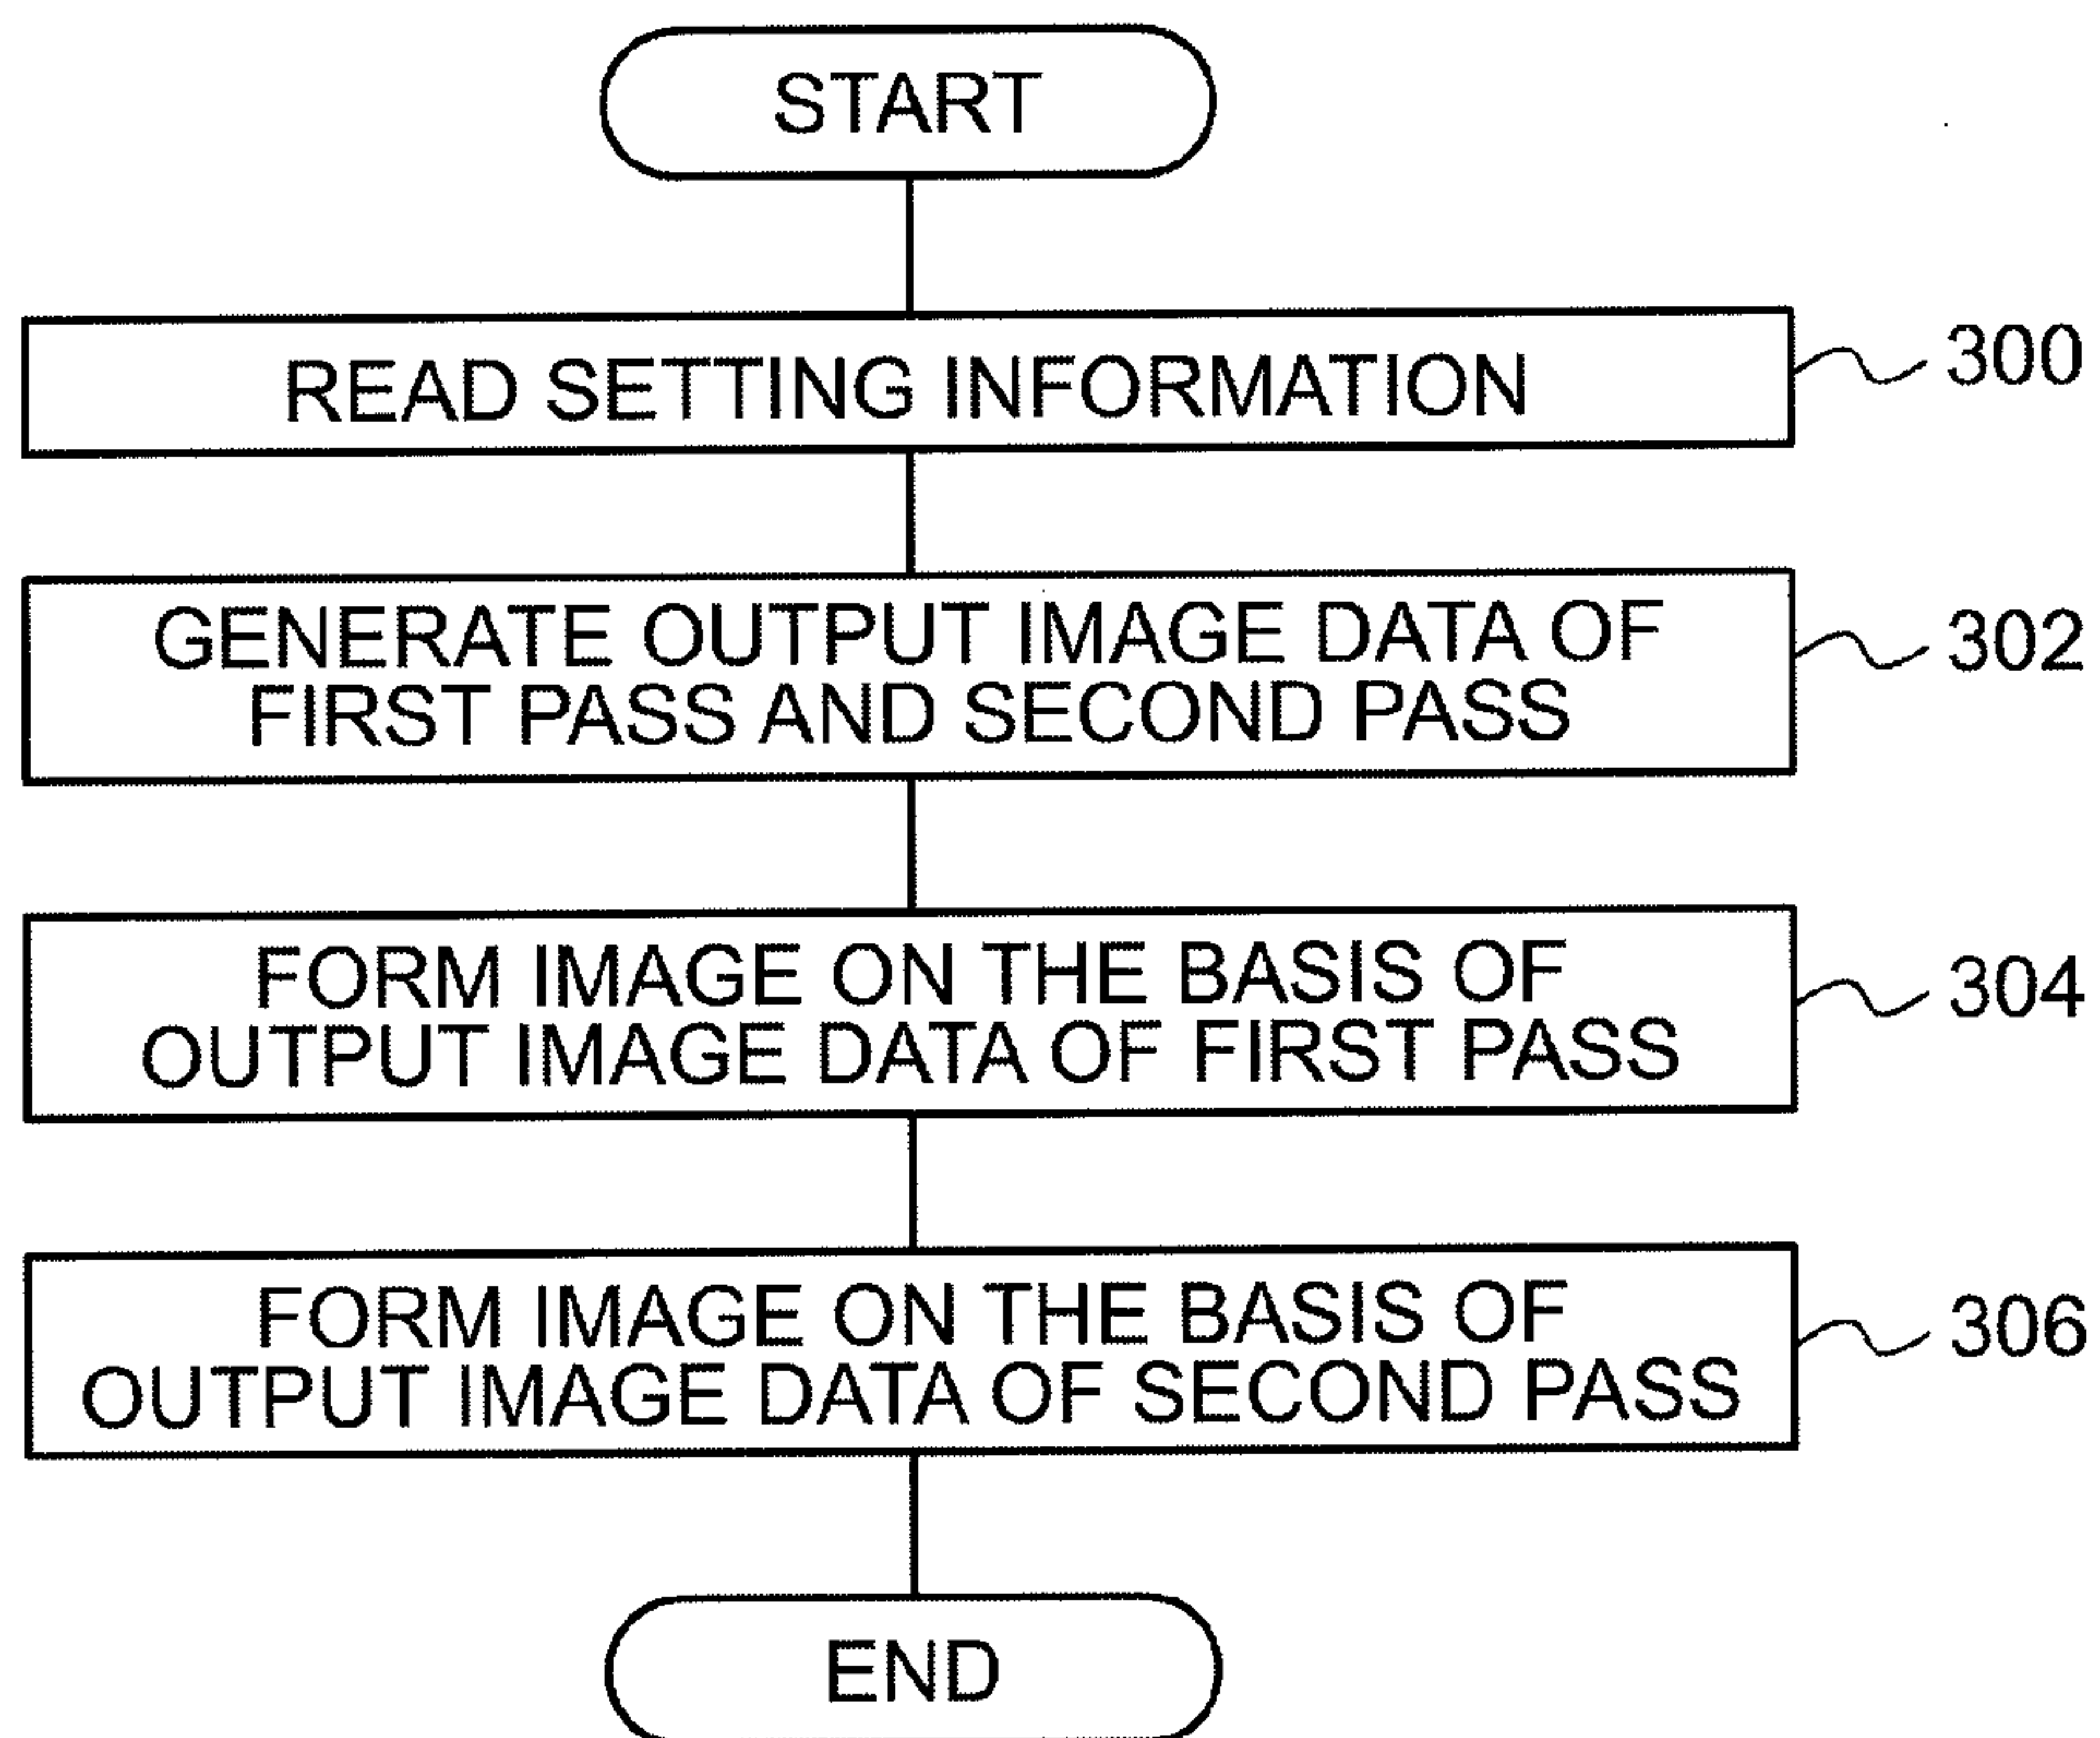 START
READ SETTING INFORMATION
300
GENERATE OUTPUT IMAGE DATA OF
FIRST PASS AND SECOND PASS
302
FORM IMAGE ON THE BASIS OF
OUTPUT IMAGE DATA OF FIRST PASS
304
FORM IMAGE ON THE BASIS OF
OUTPUT IMAGE DATA OF SECOND PASS
306
END